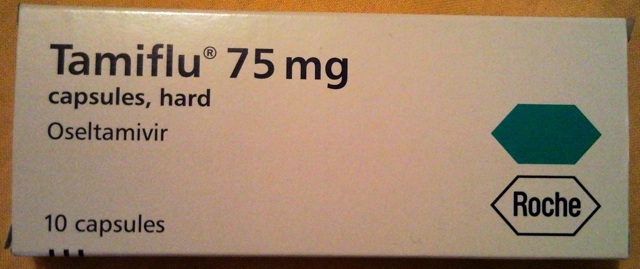 Tamiflu® 75 mg
capsules, hard
Oseltamivir
Roche
10 capsules